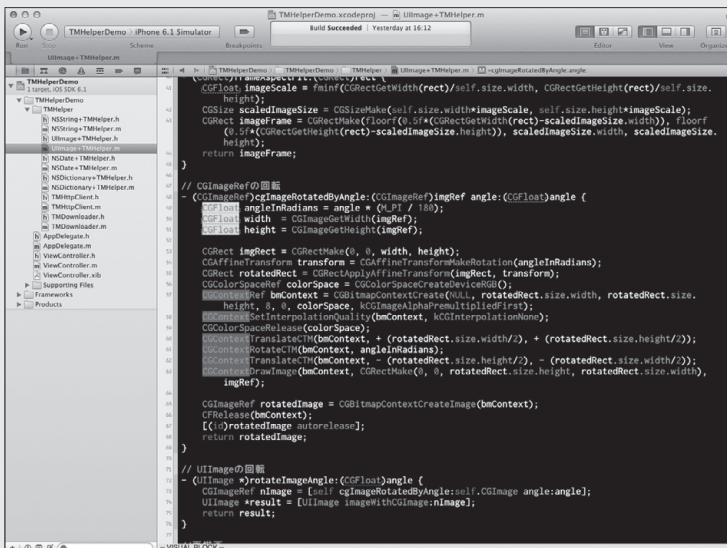 TMHelperDemo.xcodeproj — UIImage+TMHelper.m
TMHelperDemo iPhone 6.1 Simulator
Build Succeeded Yesterday at 16:12
Run Stop Scheme Breakpoints Editor View Organiz
UIImage+TMHelper.m
TMHelperDemo TMHelperDemo TMHelper UIImage+TMHelper.m -cgImageRotatedByAngle:angle:
TMHelperDemo
1 target, iOS SDK 6.1
TMHelperDemo
TMHelper
NSString+TMHelper.h
NSString+TMHelper.m
UIImage+TMHelper.h
UIImage+TMHelper.m
NSDate+TMHelper.h
NSDate+TMHelper.m
NSDictionary+TMHelper.h
NSDictionary+TMHelper.m
TMHttpClient.h
TMHttpClient.m
TMDownloader.h
TMDownloader.m
AppDelegate.h
AppDelegate.m
ViewController.h
ViewController.m
ViewController.xib
Supporting Files
Frameworks
Products
CGFloat imageScale = fminf(CGRectGetWidth(rect)/self.size.width, CGRectGetHeight(rect)/self.size.
height);
CGSize scaledImageSize = CGSizeMake(self.size.width*imageScale, self.size.height*imageScale);
CGRect imageFrame = CGRectMake(floorf(0.5f*(CGRectGetWidth(rect)-scaledImageSize.width)), floorf
(0.5f*(CGRectGetHeight(rect)-scaledImageSize.height)), scaledImageSize.width, scaledImageSize.
height);
return imageFrame;
}
// CGImageRefの回転
- (CGImageRef)cgImageRotatedByAngle:(CGImageRef)imgRef angle:(CGFloat)angle {
CGFloat angleInRadians = angle * (M_PI / 180);
CGFloat width = CGImageGetWidth(imgRef);
CGFloat height = CGImageGetHeight(imgRef);
CGRect imgRect = CGRectMake(0, 0, width, height);
CGAffineTransform transform = CGAffineTransformMakeRotation(angleInRadians);
CGRect rotatedRect = CGRectApplyAffineTransform(imgRect, transform);
CGColorSpaceRef colorSpace = CGColorSpaceCreateDeviceRGB();
CGContextRef bmContext = CGBitmapContextCreate(NULL, rotatedRect.size.width, rotatedRect.size.
height, 8, 0, colorSpace, kCGImageAlphaPremultipliedFirst);
CGContextSetInterpolationQuality(bmContext, kCGInterpolationNone);
CGColorSpaceRelease(colorSpace);
CGContextTranslateCTM(bmContext, + (rotatedRect.size.width/2), + (rotatedRect.size.height/2));
CGContextRotateCTM(bmContext, angleInRadians);
CGContextTranslateCTM(bmContext, - (rotatedRect.size.height/2), - (rotatedRect.size.width/2));
CGContextDrawImage(bmContext, CGRectMake(0, 0, rotatedRect.size.height, rotatedRect.size.width),
imgRef);
CGImageRef rotatedImage = CGBitmapContextCreateImage(bmContext);
CFRelease(bmContext);
[(id)rotatedImage autorelease];
return rotatedImage;
}
// UIImageの回転
- (UIImage *)rotateImageAngle:(CGFloat)angle {
CGImageRef nImage = [self cgImageRotatedByAngle:self.CGImage angle:angle];
UIImage *result = [UIImage imageWithCGImage:nImage];
return result;
}
-- VISUAL BLOCK --